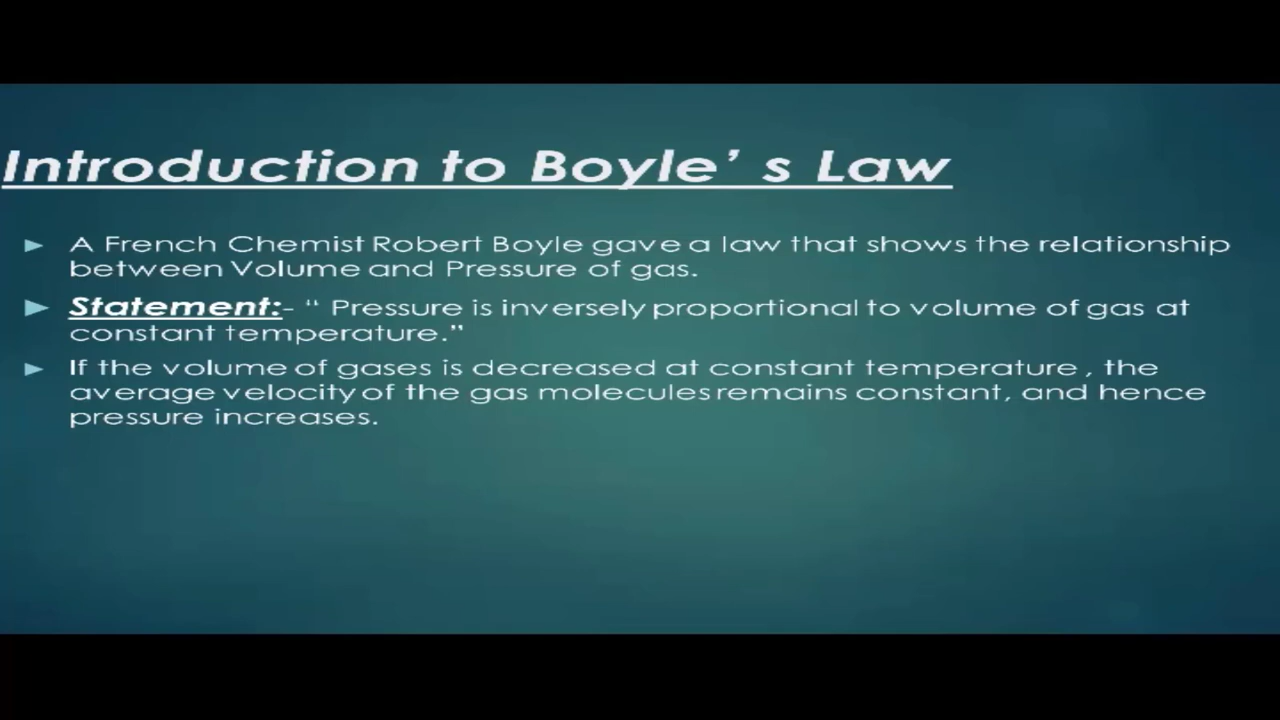 Introduction to Boyle’ s Law
► A French Chemist Robert Boyle gave a law that shows the relationship
between Volume and Pressure of gas.
► Statement:- “ Pressure is inversely proportional to volume of gas at
constant temperature.”
► If the volume of gases is decreased at constant temperature , the
average velocity of the gas molecules remains constant, and hence
pressure increases.